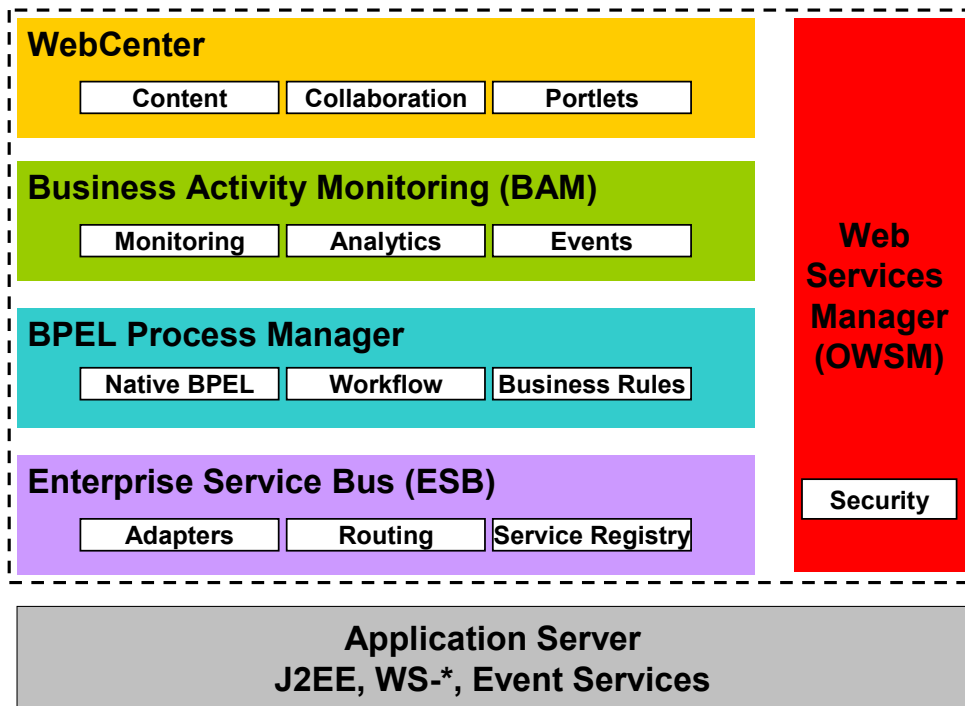 WebCenter
Content
Collaboration
Portlets
Business Activity Monitoring (BAM)
Monitoring
Analytics
Events
BPEL Process Manager
Native BPEL
Workflow
Business Rules
Enterprise Service Bus (ESB)
Adapters
Routing
Service Registry
Web
Services
Manager
(OWSM)
Security
Application Server
J2EE, WS-*, Event Services